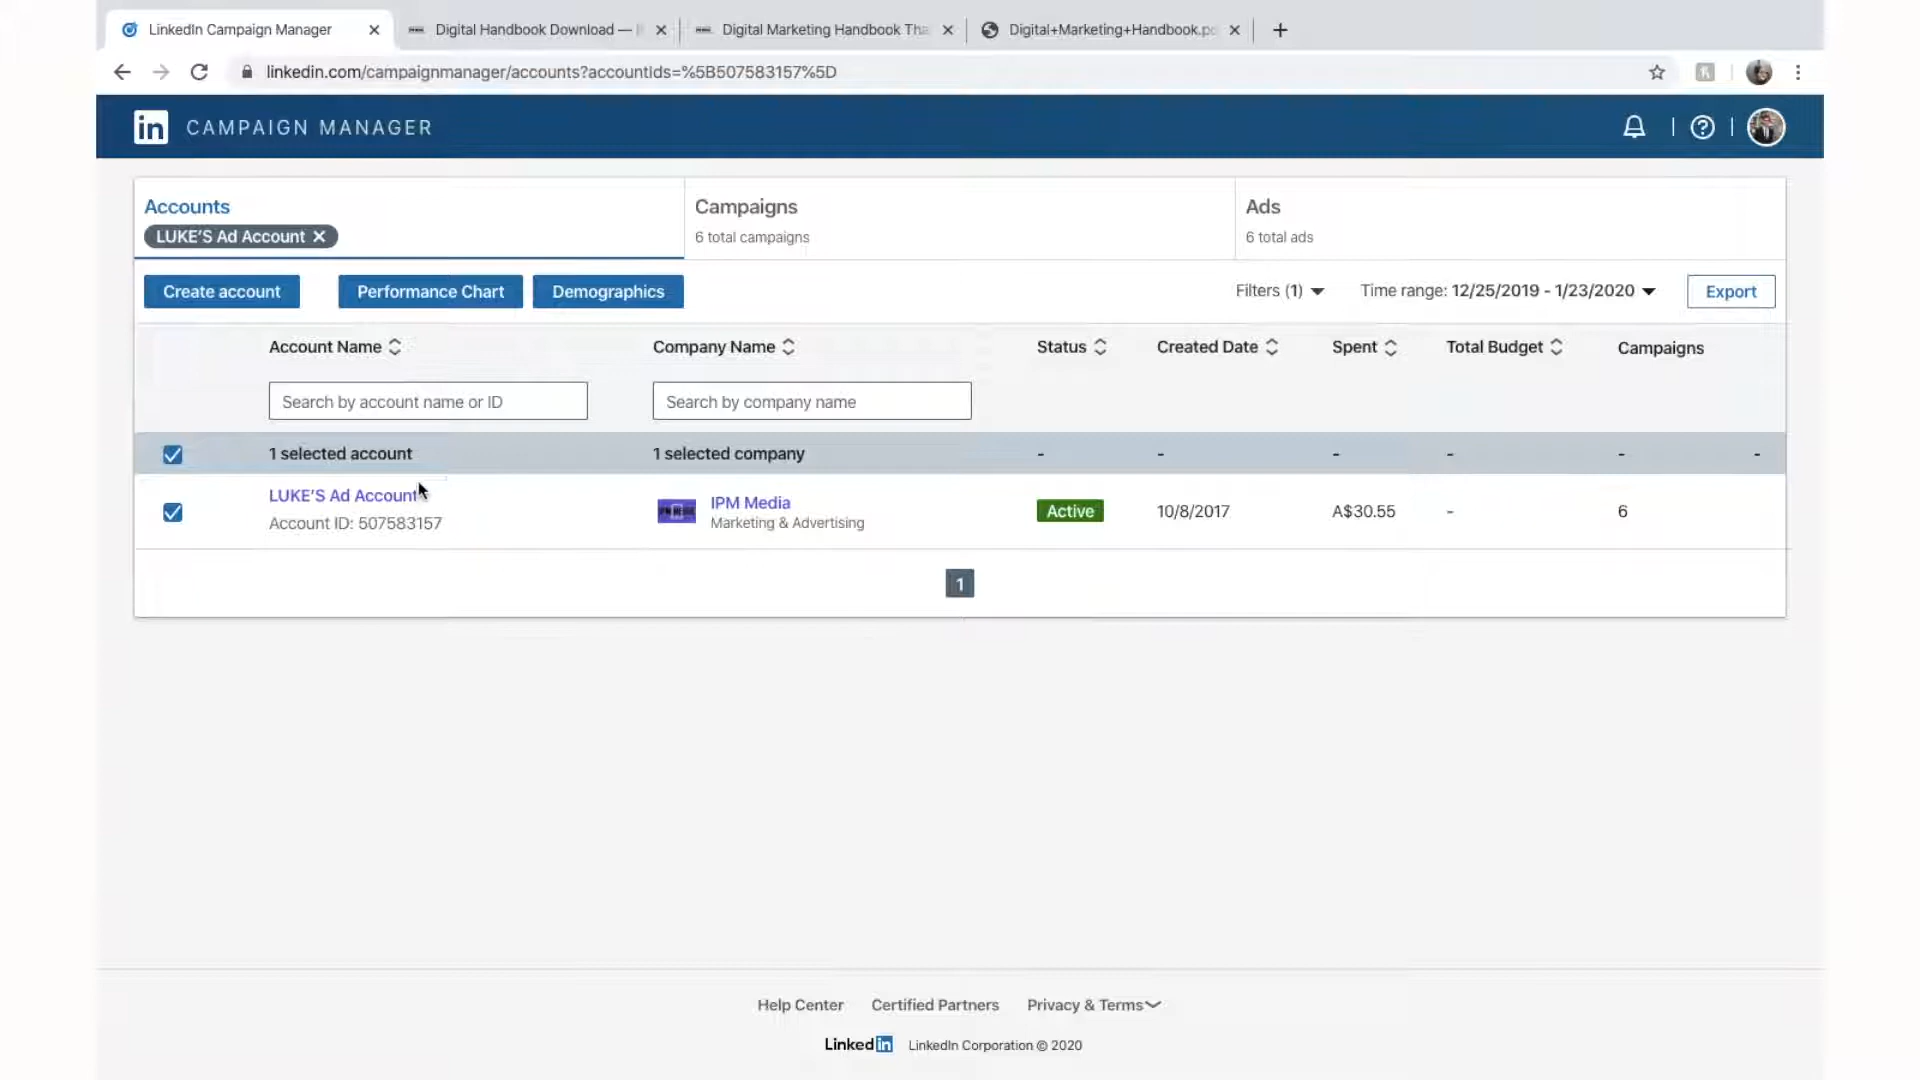 LinkedIn Campaign Manager
Digital Handbook Download —
Digital Marketing Handbook Tha
Digital+Marketing+Handbook.pd
linkedin.com/campaignmanager/accounts?accountIds=%5B507583157%5D
in CAMPAIGN MANAGER
Accounts
LUKE'S Ad Account
Campaigns
6 total campaigns
Ads
6 total ads
Create account
Performance Chart
Demographics
Filters (1)
Time range: 12/25/2019 - 1/23/2020
Export
Account Name
Company Name
Status
Created Date
Spent
Total Budget
Campaigns
Search by account name or ID
Search by company name
1 selected account
1 selected company
- - - - - -
LUKE'S Ad Account
Account ID: 507583157
IPM Media
Marketing & Advertising
Active
10/8/2017
A$30.55
-
6
1
Help Center
Certified Partners
Privacy & Terms
Linked in
LinkedIn Corporation © 2020